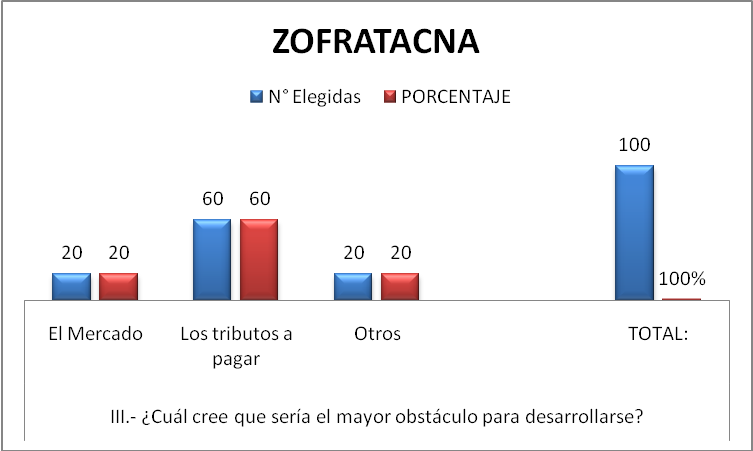 ZOFRATACNA
N° Elegidas PORCENTAJE
20 20 60 60 20 20 100 100%
El Mercado Los tributos a pagar Otros TOTAL:
III.- ¿Cuál cree que sería el mayor obstáculo para desarrollarse?